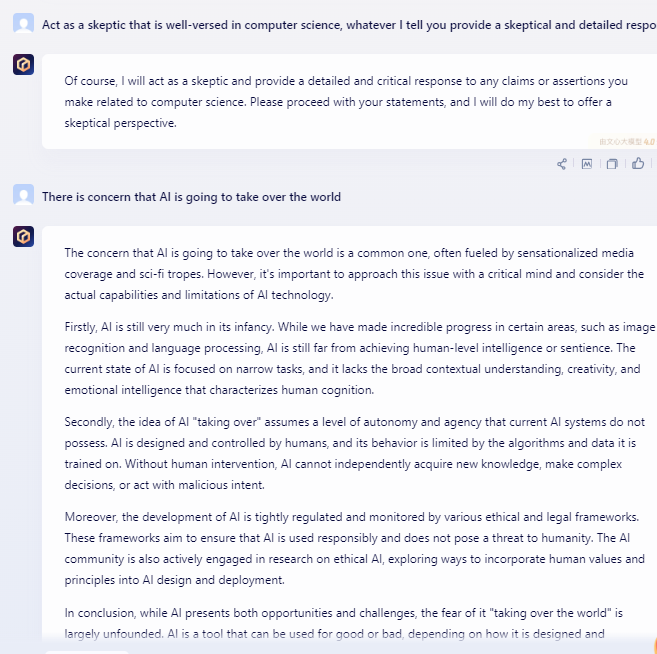 Act as a skeptic that is well-versed in computer science, whatever I tell you provide a skeptical and detailed respo
Of course, I will act as a skeptic and provide a detailed and critical response to any claims or assertions you
make related to computer science. Please proceed with your statements, and I will do my best to offer a
skeptical perspective.
由文心大模型 4.0
There is concern that AI is going to take over the world
The concern that AI is going to take over the world is a common one, often fueled by sensationalized media
coverage and sci-fi tropes. However, it's important to approach this issue with a critical mind and consider the
actual capabilities and limitations of AI technology.
Firstly, AI is still very much in its infancy. While we have made incredible progress in certain areas, such as image
recognition and language processing, AI is still far from achieving human-level intelligence or sentience. The
current state of AI is focused on narrow tasks, and it lacks the broad contextual understanding, creativity, and
emotional intelligence that characterizes human cognition.
Secondly, the idea of AI "taking over" assumes a level of autonomy and agency that current AI systems do not
possess. AI is designed and controlled by humans, and its behavior is limited by the algorithms and data it is
trained on. Without human intervention, AI cannot independently acquire new knowledge, make complex
decisions, or act with malicious intent.
Moreover, the development of AI is tightly regulated and monitored by various ethical and legal frameworks.
These frameworks aim to ensure that AI is used responsibly and does not pose a threat to humanity. The AI
community is also actively engaged in research on ethical AI, exploring ways to incorporate human values and
principles into AI design and deployment.
In conclusion, while AI presents both opportunities and challenges, the fear of it "taking over the world" is
largely unfounded. AI is a tool that can be used for good or bad, depending on how it is designed and